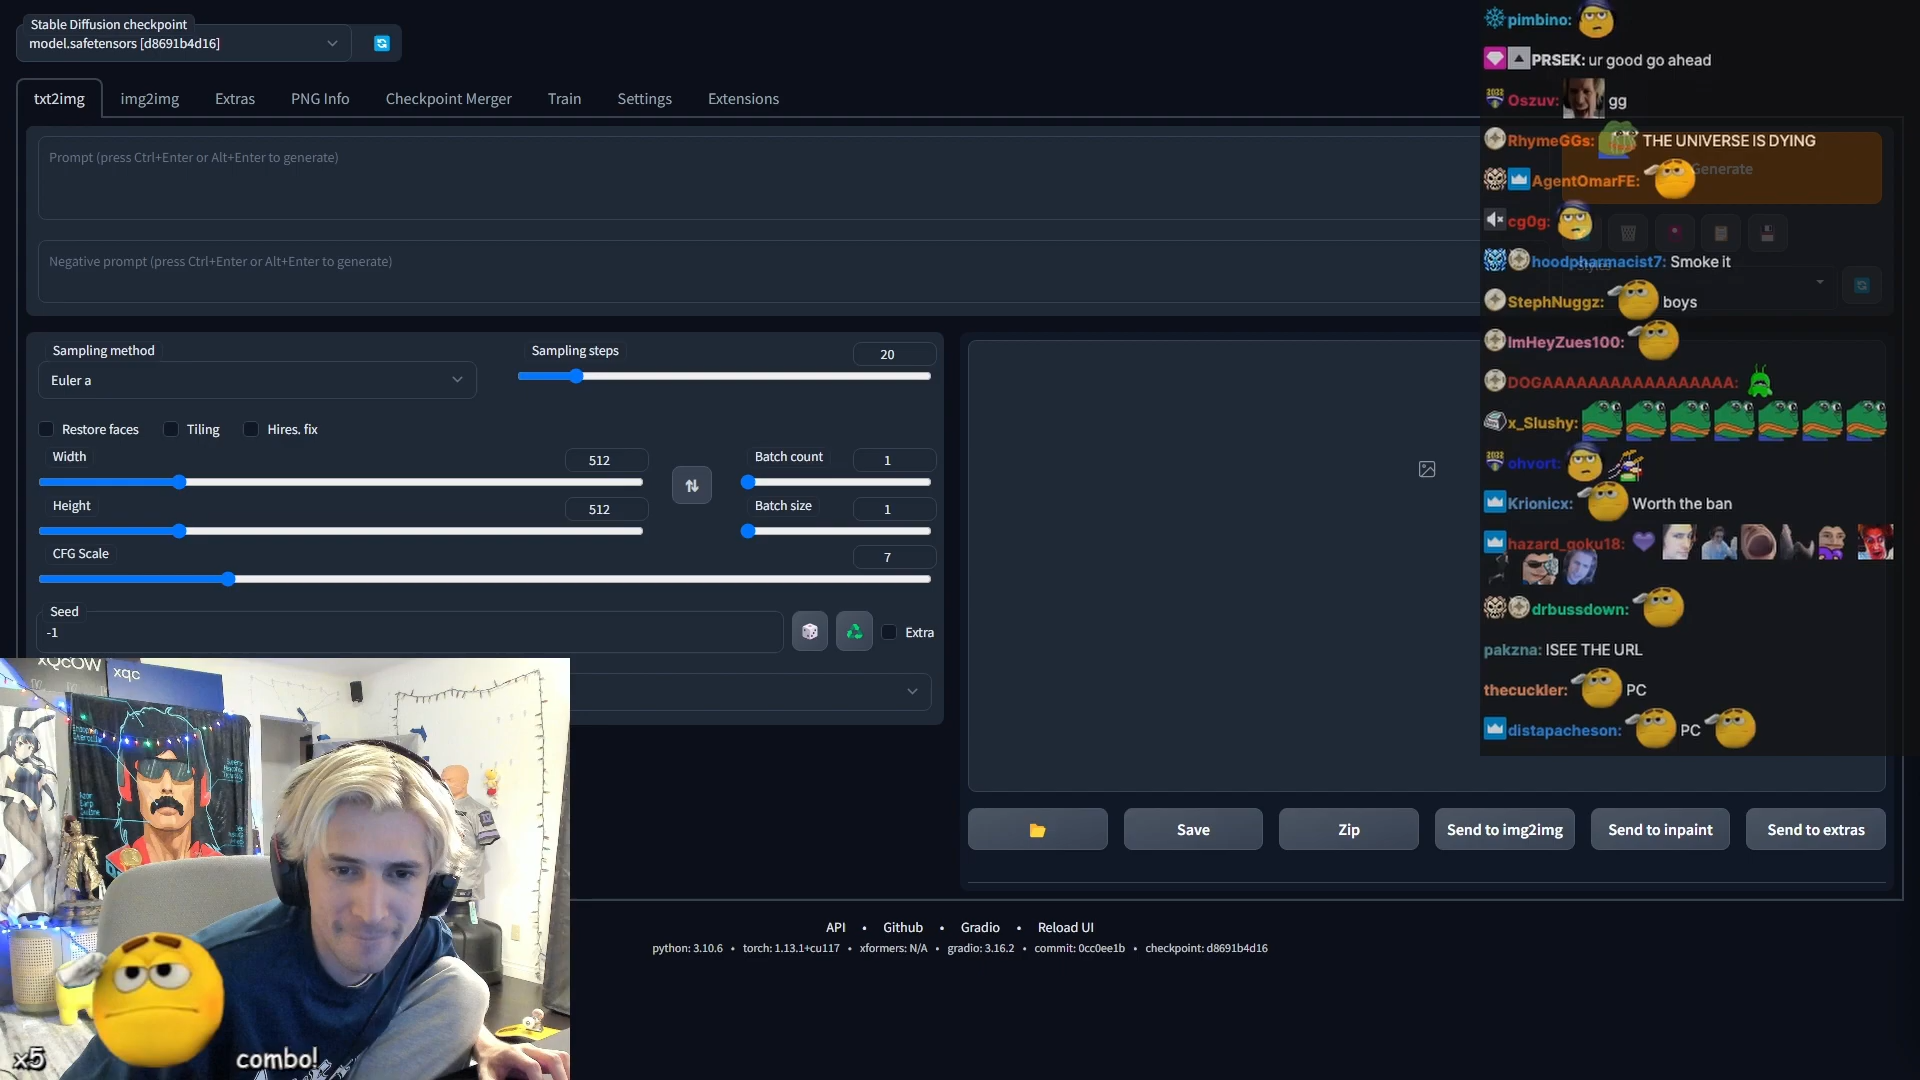 Stable Diffusion checkpoint
model.safetensors [d8691b4d16]
txt2img
img2img
Extras
PNG Info
Checkpoint Merger
Train
Settings
Extensions
Prompt (press Ctrl+Enter or Alt+Enter to generate)
Negative prompt (press Ctrl+Enter or Alt+Enter to generate)
Generate
Styles
Sampling method
Euler a
Sampling steps
20
Restore faces
Tiling
Hires. fix
Width
512
Height
512
Batch count
1
Batch size
1
CFG Scale
7
Seed
-1
Extra
Save
Zip
Send to img2img
Send to inpaint
Send to extras
API • Github • Gradio • Reload UI
python: 3.10.6 • torch: 1.13.1+cu117 • xformers: N/A • gradio: 3.16.2 • commit: 0cc0ee1b • checkpoint: d8691b4d16
pimbino:
PRSEK: ur good go ahead
Oszuv: gg
RhymeGGs: THE UNIVERSE IS DYING
AgentOmarFE:
cg0g:
hoodpharmacist7: Smoke it
StephNuggz: boys
ImHeyZues100:
DOGAAAAAAAAAAAAAAAAA:
x_Slushy:
ohvort:
Krionicx: Worth the ban
hazard_goku18:
drbussdown:
pakzna: ISEE THE URL
thecuckler: PC
distapacheson: PC
xQcOW
xqc
x5
combo!